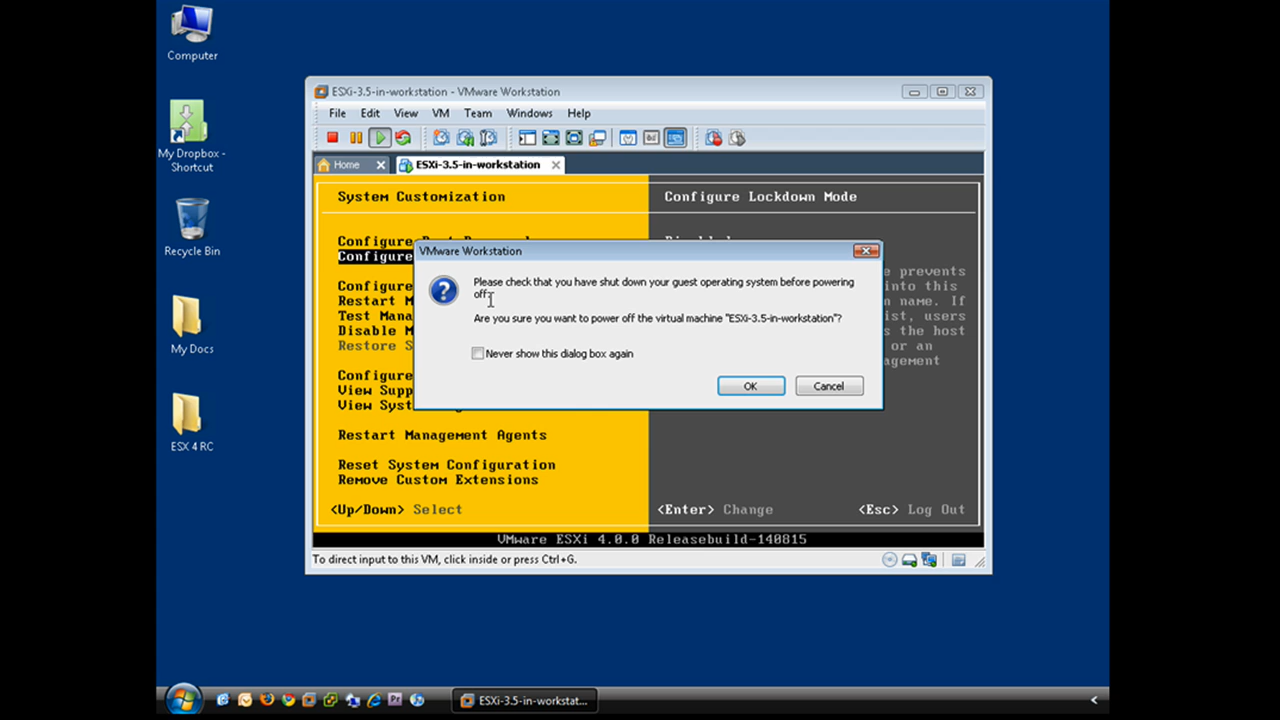 Computer
My Dropbox -
Shortcut
Recycle Bin
My Docs
ESX 4 RC
ESXi-3.5-in-workstation - VMware Workstation
File Edit View VM Team Windows Help
Home ESXi-3.5-in-workstation
System Customization
Configure
Configure
Configure
Restart M
Test Mana
Disable M
Restore S
Configure
View Supp
View Syst
Restart Management Agents
Reset System Configuration
Remove Custom Extensions
<Up/Down> Select
Configure Lockdown Mode
e prevents
into this
n name. If
ist, users
s the host
or an
agement
<Enter> Change <Esc> Log Out
VMware ESXi 4.0.0 Releasebuild-140815
To direct input to this VM, click inside or press Ctrl+G.
VMware Workstation
Please check that you have shut down your guest operating system before powering
off.
Are you sure you want to power off the virtual machine "ESXi-3.5-in-workstation"?
Never show this dialog box again
OK Cancel
ESXi-3.5-in-workstat...